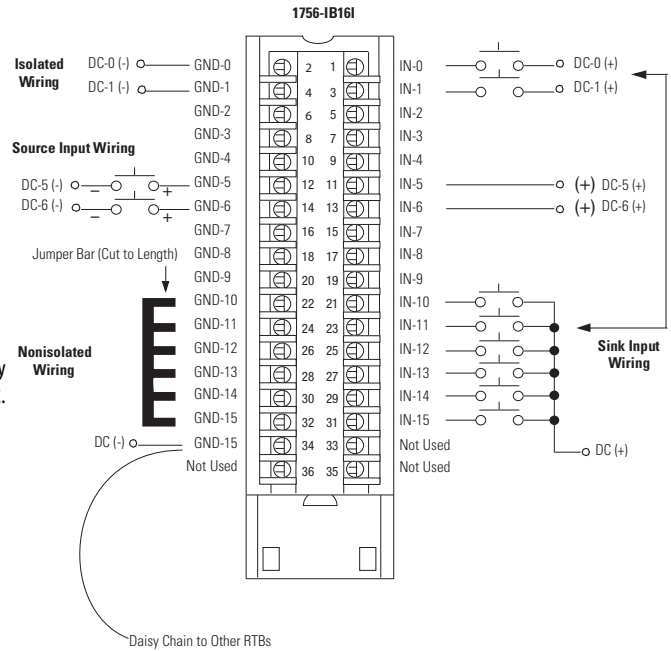 1756-IB16I
Isolated
Wiring
DC-0 (-)
DC-1 (-)
GND-0
GND-1
GND-2
GND-3
GND-4
GND-5
GND-6
GND-7
GND-8
GND-9
GND-10
GND-11
GND-12
GND-13
GND-14
GND-15
GND-15
Not Used
Source Input Wiring
DC-5 (-)
– +
DC-6 (-)
– +
Jumper Bar (Cut to Length)
Nonisolated
Wiring
y
.
DC (-)
2 1
4 3
6 5
8 7
10 9
12 11
14 13
16 15
18 17
20 19
22 21
24 23
26 25
28 27
30 29
32 31
34 33
36 35
IN-0
IN-1
IN-2
IN-3
IN-4
IN-5
IN-6
IN-7
IN-8
IN-9
IN-10
IN-11
IN-12
IN-13
IN-14
IN-15
Not Used
Not Used
DC-0 (+)
DC-1 (+)
(+) DC-5 (+)
(+) DC-6 (+)
Sink Input
Wiring
DC (+)
Daisy Chain to Other RTBs